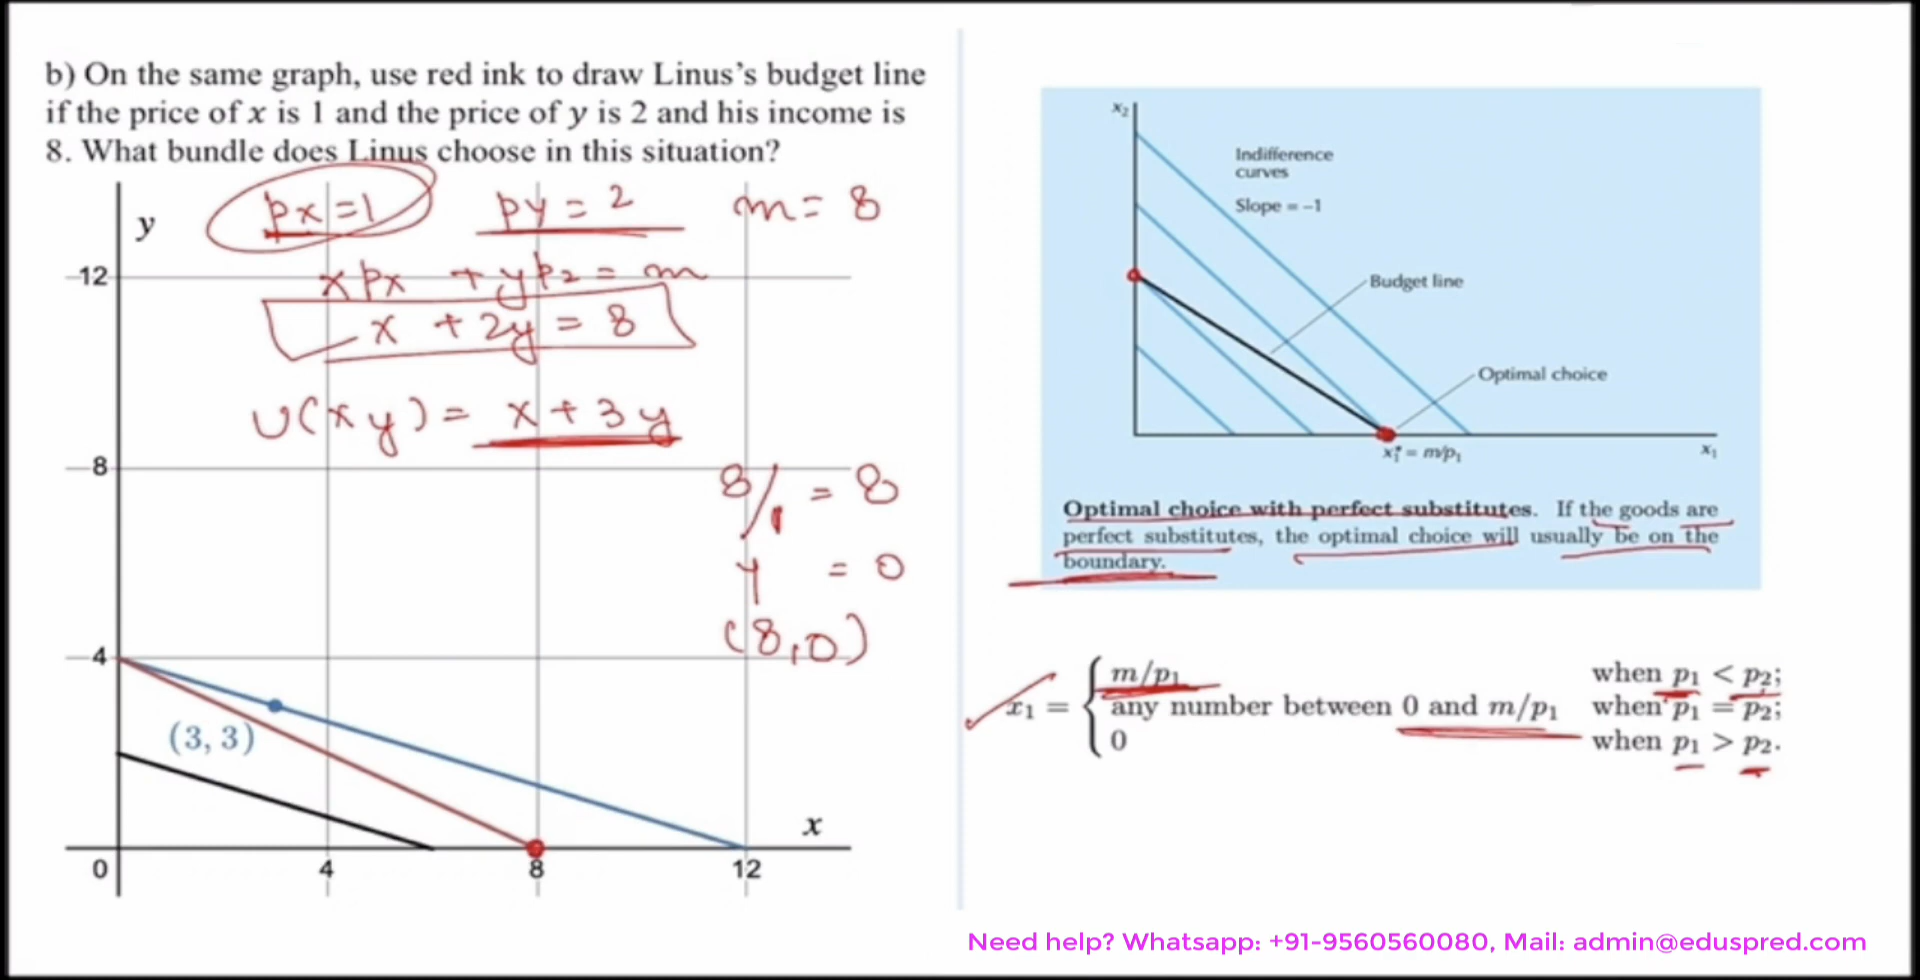 b) On the same graph, use red ink to draw Linus’s budget line
if the price of x is 1 and the price of y is 2 and his income is
8. What bundle does Linus choose in this situation?
px=1 py=2 m=8
y
xpx + yp2 = m
x + 2y = 8
U(xy) = x+3y
12
8
4
0
4
8
12
x
(3, 3)
8/1 = 8
y = 0
(8,0)
x2
Indifference
curves
Slope = –1
Budget line
Optimal choice
x1* = m/p1
x1
Optimal choice with perfect substitutes. If the goods are
perfect substitutes, the optimal choice will usually be on the
boundary.
x1 = { m/p1 when p1 < p2;
any number between 0 and m/p1 when p1 = p2;
0 when p1 > p2.
Need help? Whatsapp: +91-9560560080, Mail: admin@eduspred.com